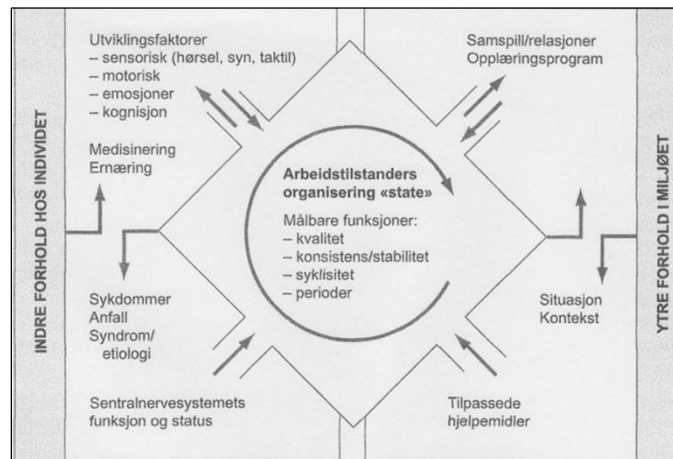 INDRE FORHOLD HOS INDIVIDET
Utviklingsfaktorer
– sensorisk (hørsel, syn, taktil)
– motorisk
– emosjoner
– kognisjon
Medisinering
Ernæring
Sykdommer
Anfall
Syndrom/
etiologi
Sentralnervesystemets
funksjon og status
Arbeidstilstanders
organisering «state»
Målbare funksjoner:
– kvalitet
– konsistens/stabilitet
– syklisitet
– perioder
Samspill/relasjoner
Opplæringsprogram
Situasjon
Kontekst
Tilpassede
hjelpemidler
YTRE FORHOLD I MILJØET